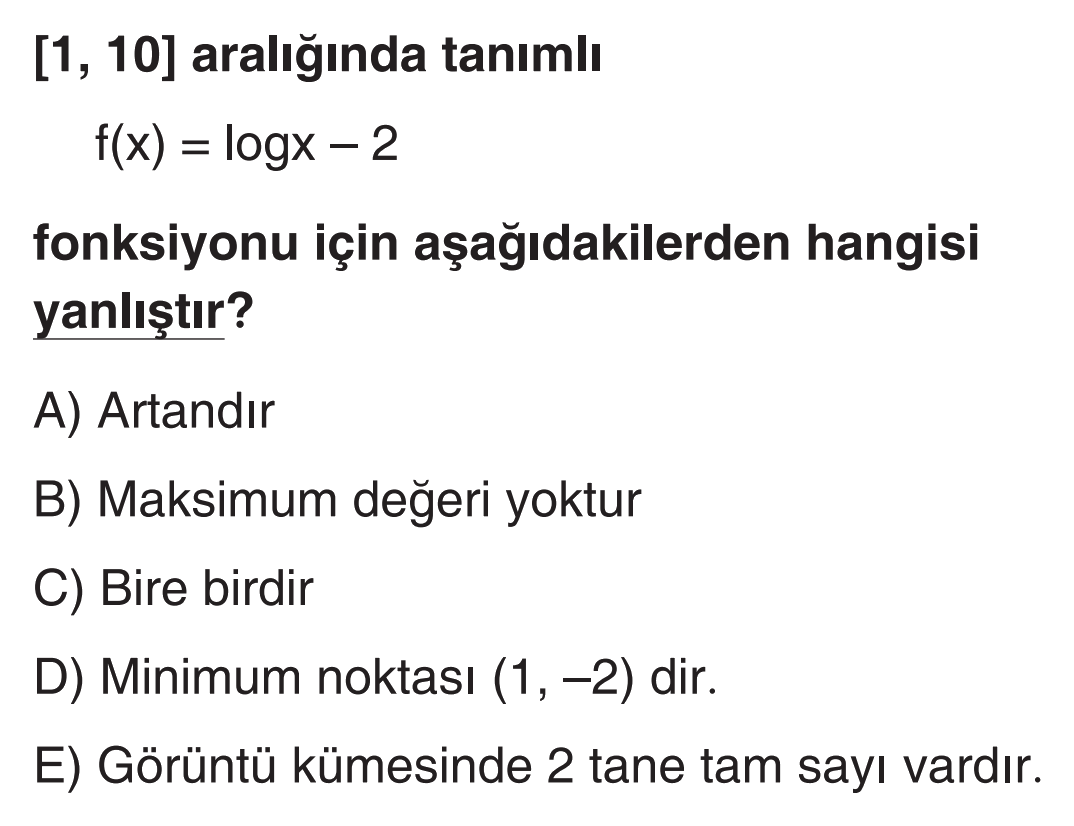 [1, 10] aralığında tanımlı
f(x) = logx – 2
fonksiyonu için aşağıdakilerden hangisi
yanlıştır?
A) Artandır
B) Maksimum değeri yoktur
C) Bire birdir
D) Minimum noktası (1, –2) dir.
E) Görüntü kümesinde 2 tane tam sayı vardır.